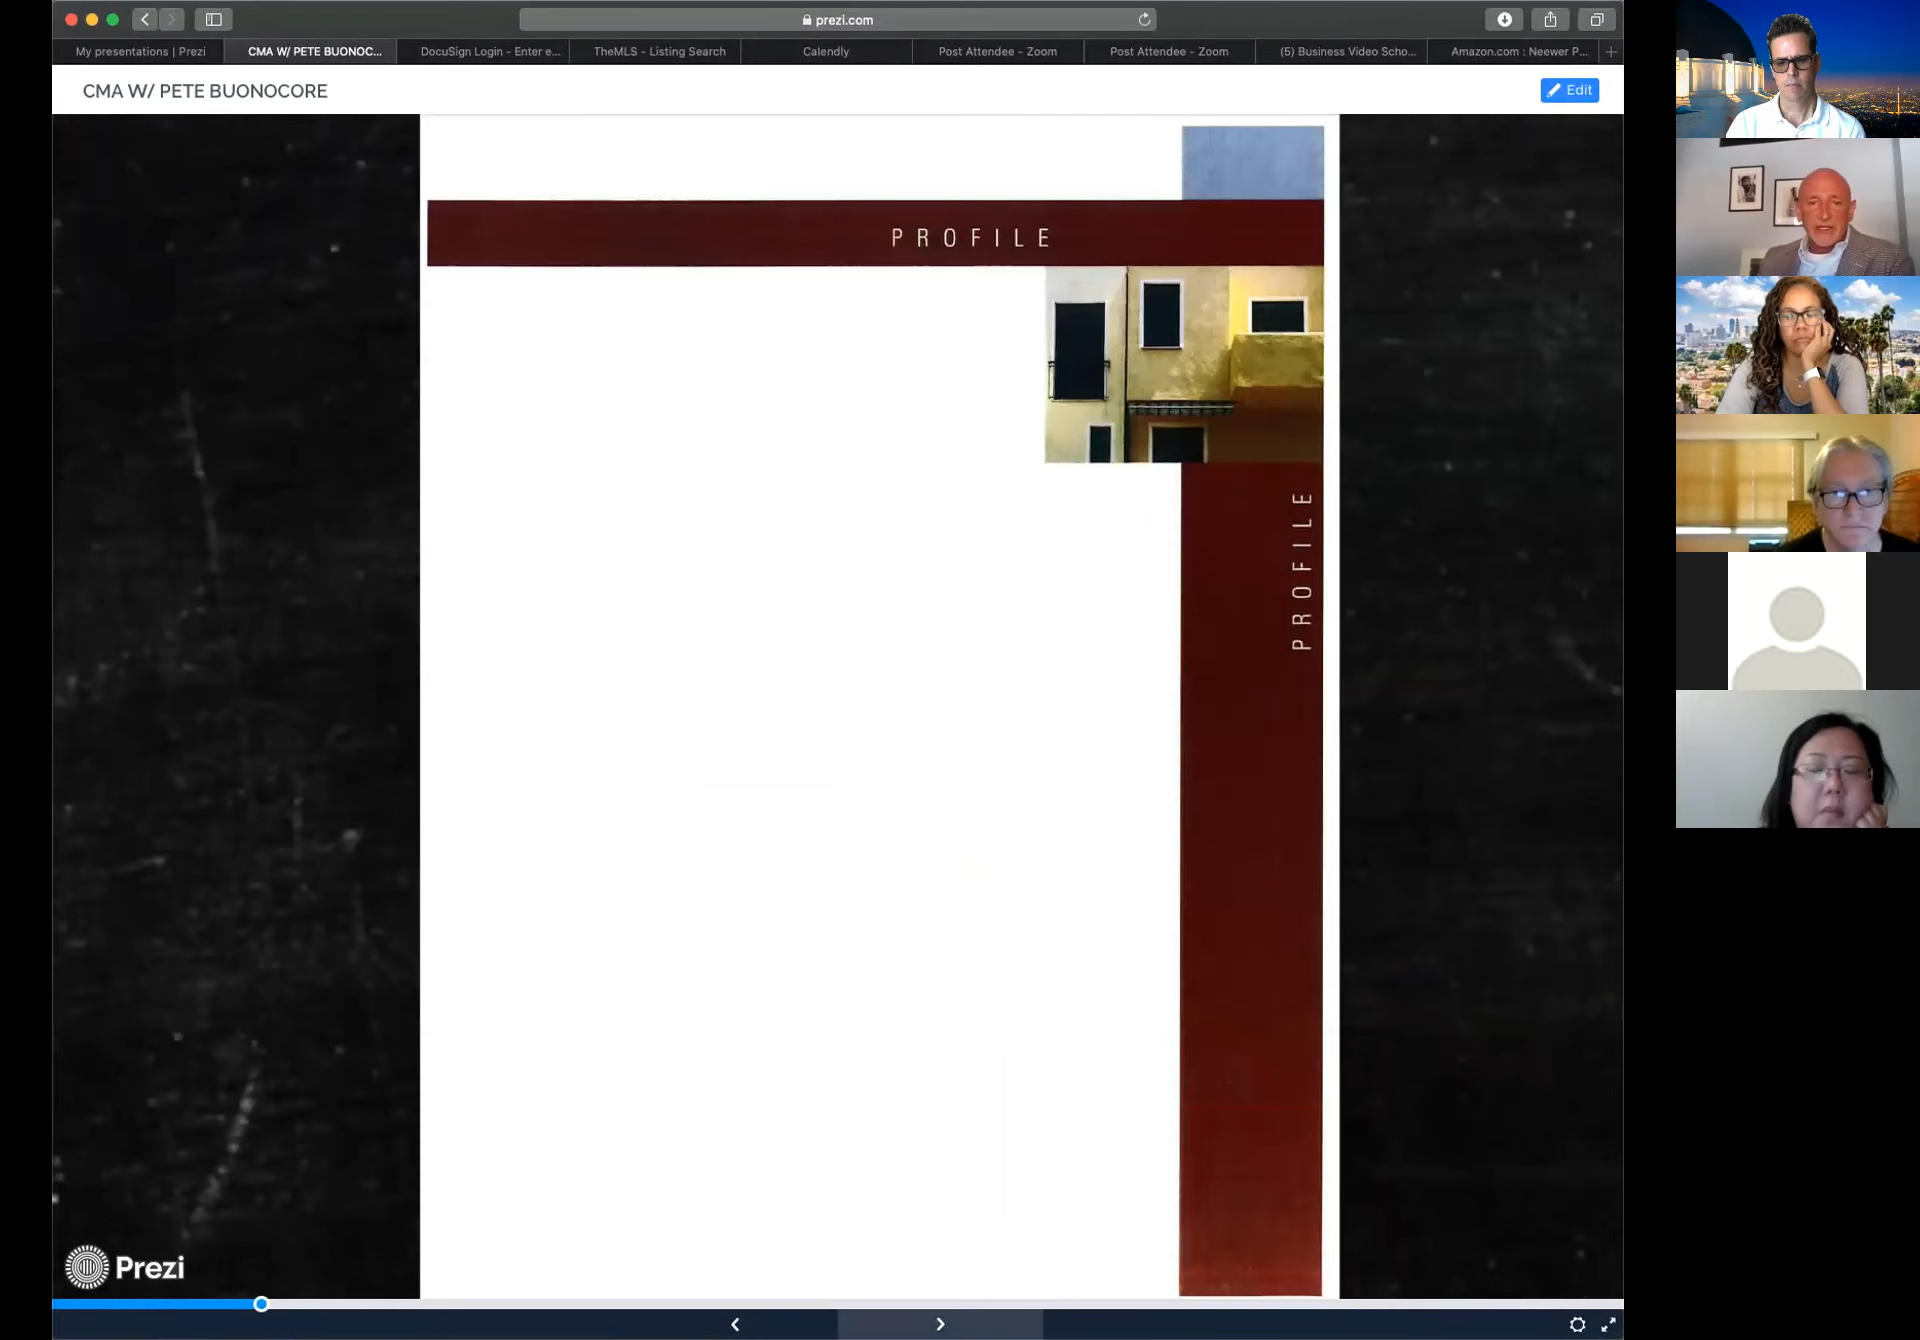 prezi.com
My presentations | Prezi
CMA W/ PETE BUONOC...
DocuSign Login - Enter e...
TheMLS - Listing Search
Calendly
Post Attendee - Zoom
Post Attendee - Zoom
(5) Business Video Scho...
Amazon.com : Neewer P...
CMA W/ PETE BUONOCORE
Edit
PROFILE
PROFILE
Prezi